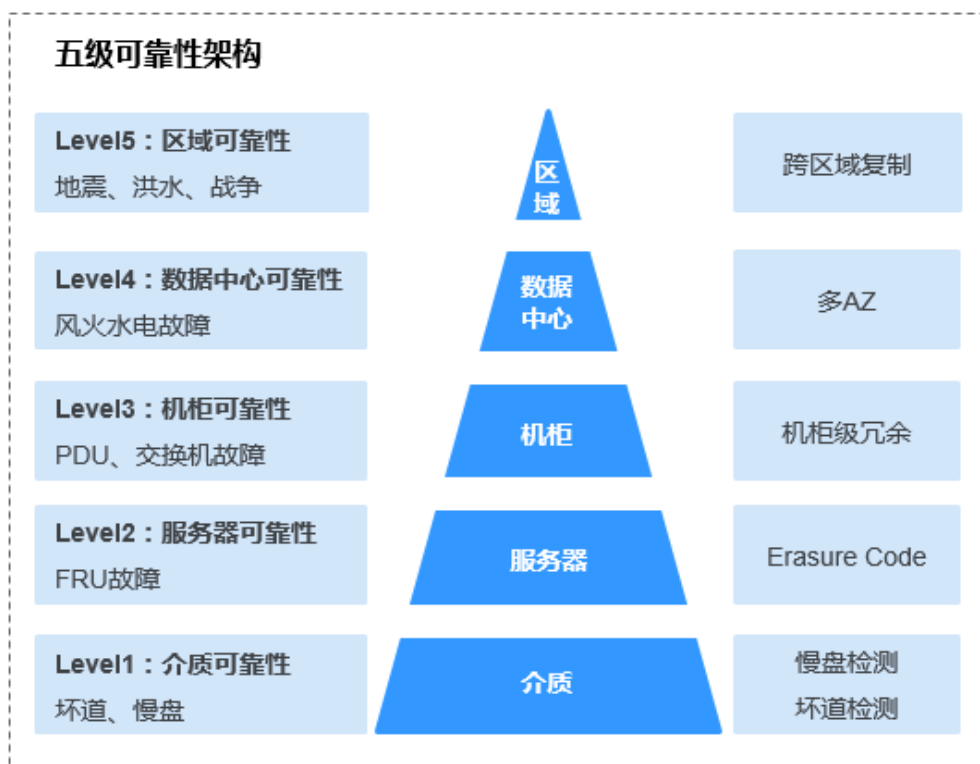 五级可靠性架构
Level5：区域可靠性
地震、洪水、战争
区
域
跨区域复制
Level4：数据中心可靠性
风火水电故障
数据
中心
多AZ
Level3：机柜可靠性
PDU、交换机故障
机柜
机柜级冗余
Level2：服务器可靠性
FRU故障
服务器
Erasure Code
Level1：介质可靠性
坏道、慢盘
介质
慢盘检测
坏道检测